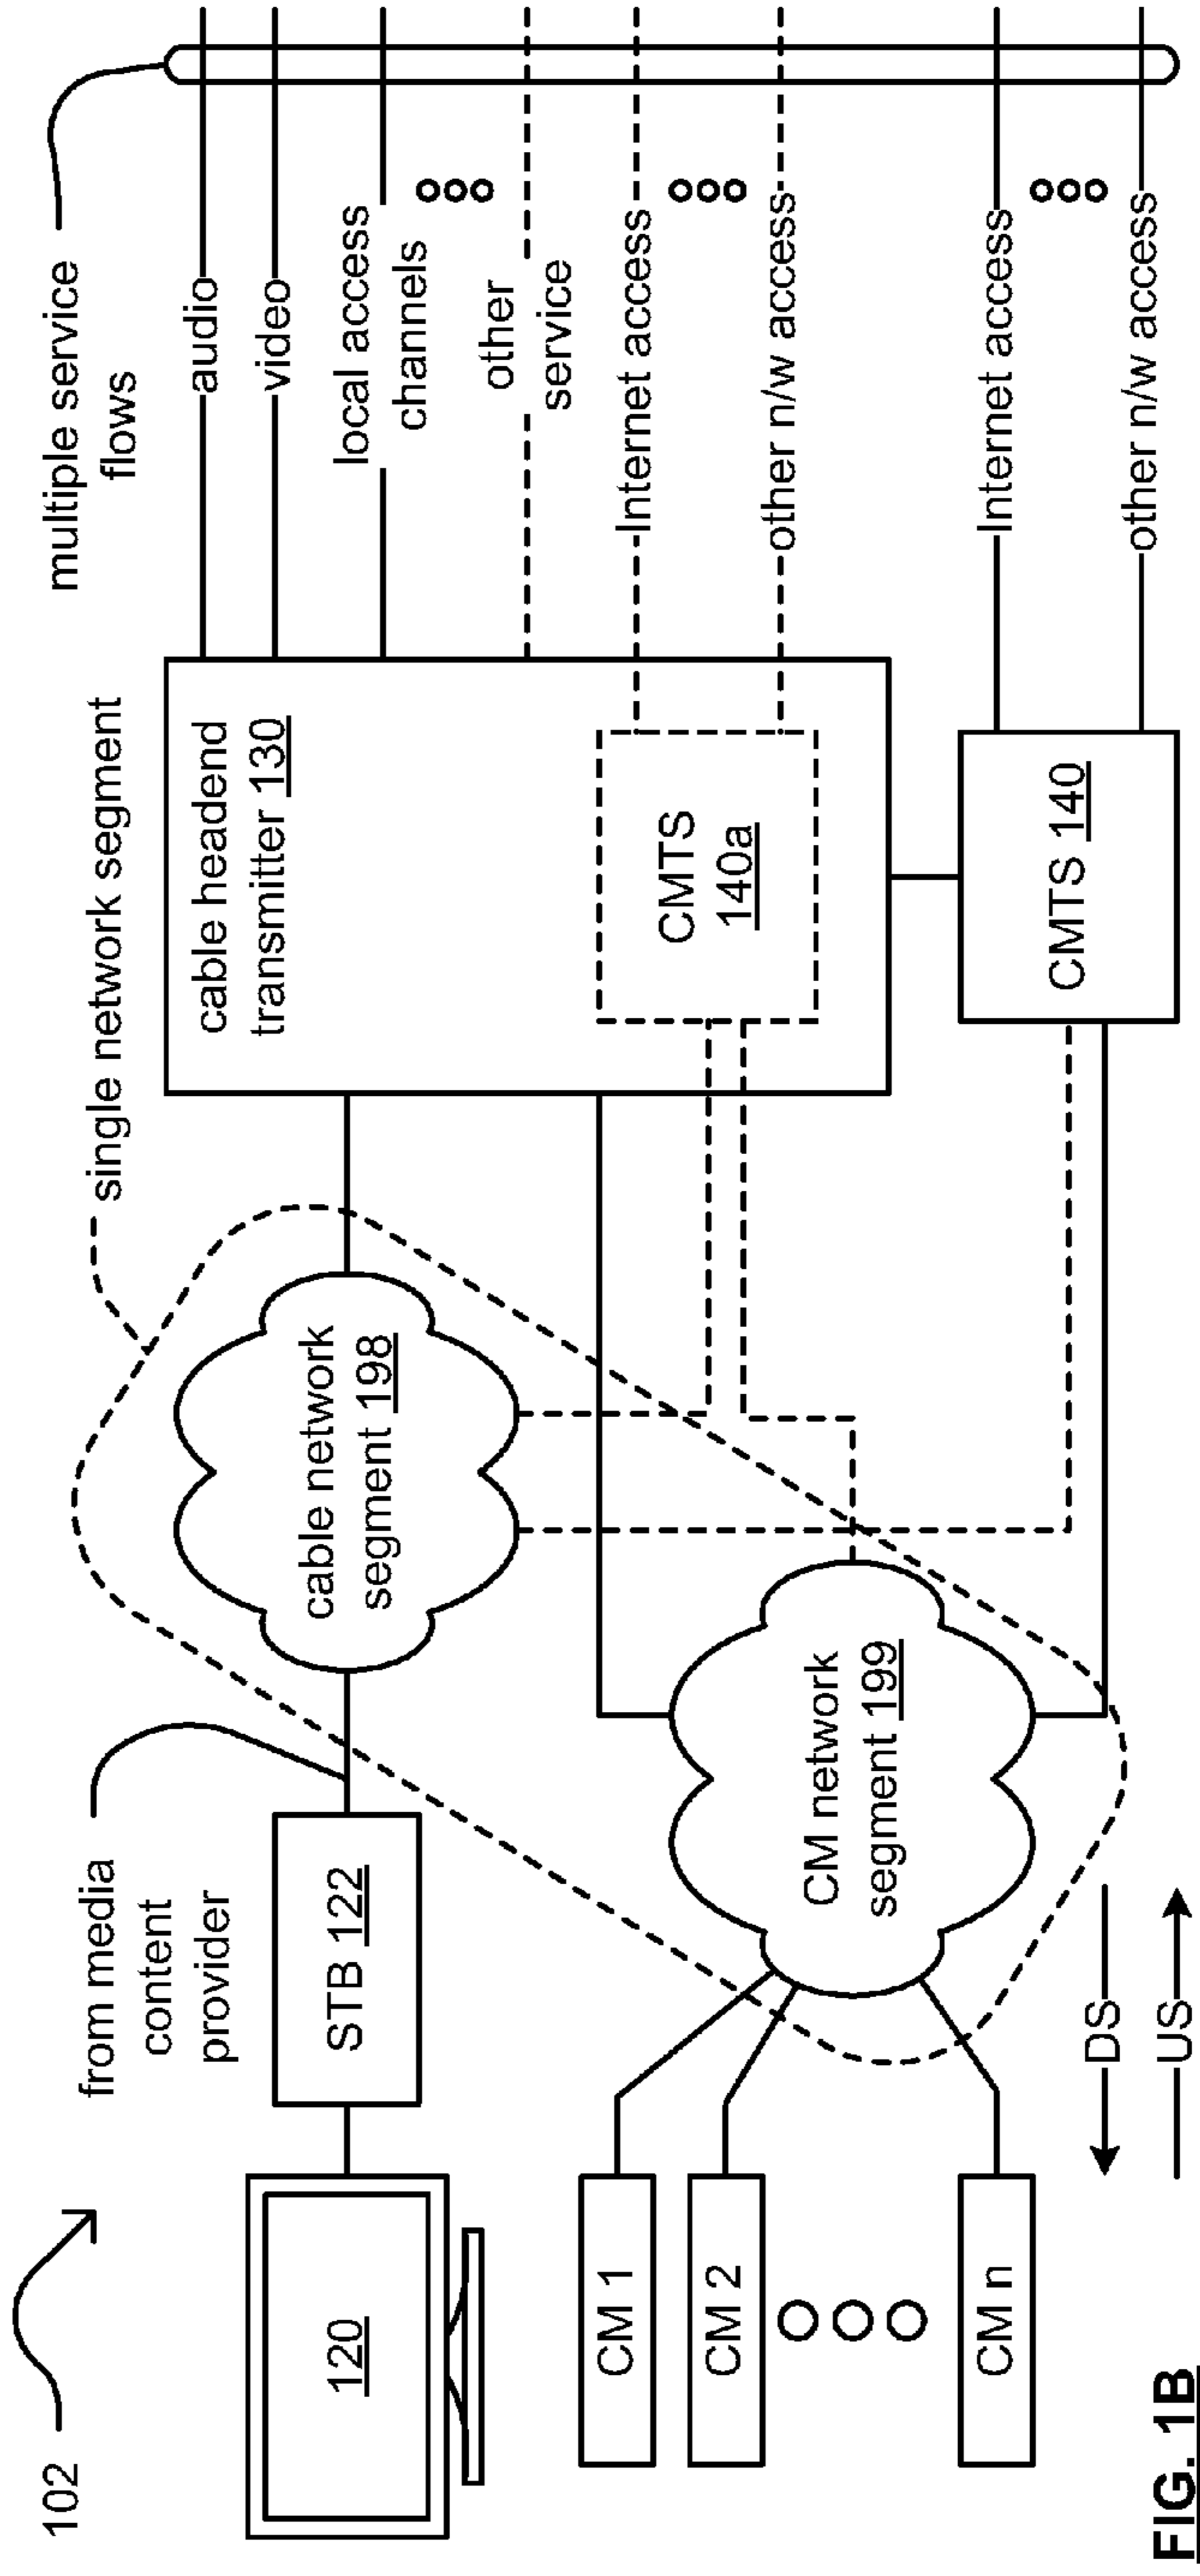 102
multiple service
flows
single network segment
from media
content
provider
audio
video
local access
channels
other
service
Internet access
other n/w access
Internet access
other n/w access
cable headend
transmitter 130
CMTS
140a
CMTS 140
cable network
segment 198
CM network
segment 199
STB 122
120
CM 1
CM 2
CM n
DS
US
FIG. 1B